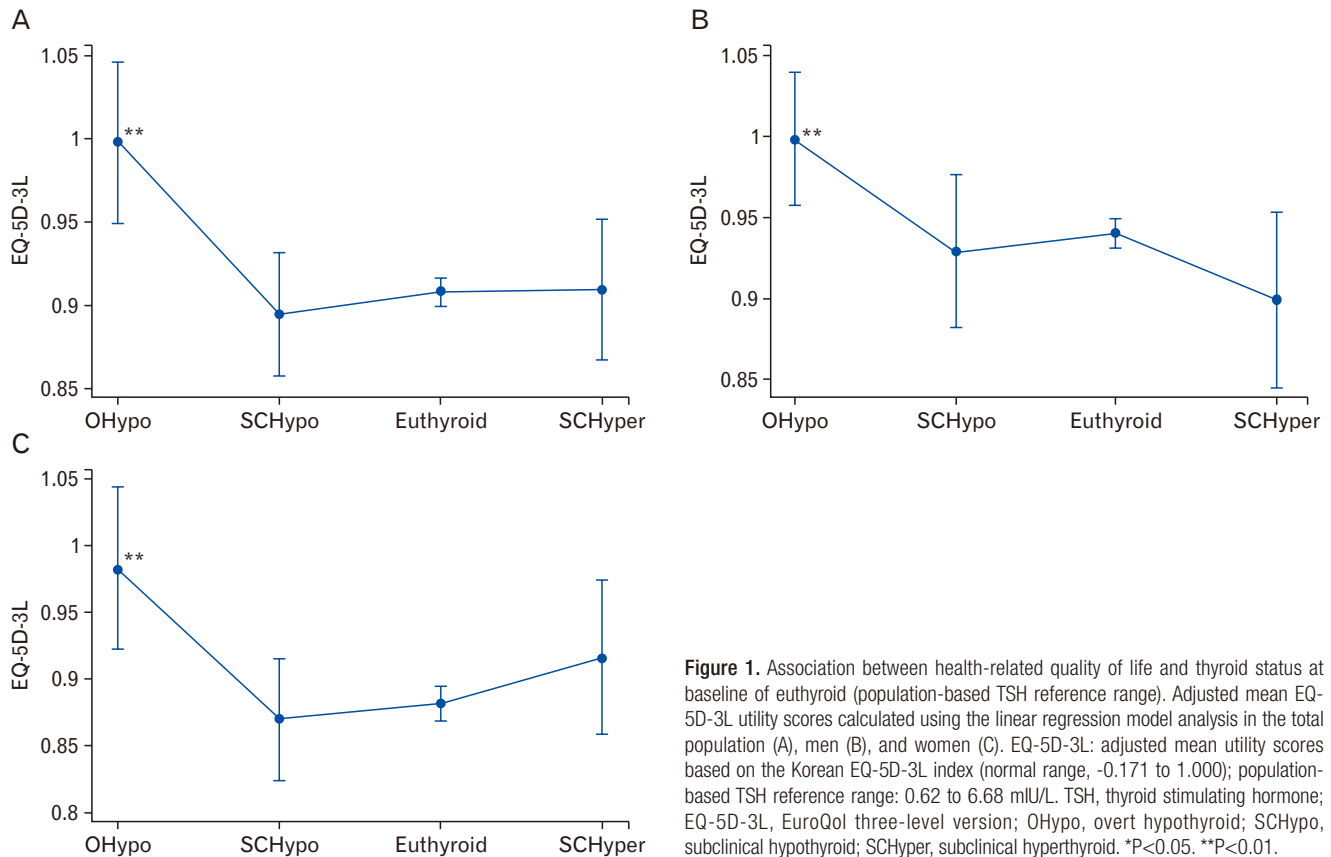 A
1.05
1
0.95
0.9
0.85
EQ-5D-3L
**
OHypo SCHypo Euthyroid SCHyper
B
1.05
1
0.95
0.9
0.85
EQ-5D-3L
**
OHypo SCHypo Euthyroid SCHyper
C
1.05
1
0.95
0.9
0.85
0.8
EQ-5D-3L
**
OHypo SCHypo Euthyroid SCHyper
Figure 1. Association between health-related quality of life and thyroid status at
baseline of euthyroid (population-based TSH reference range). Adjusted mean EQ-
5D-3L utility scores calculated using the linear regression model analysis in the total
population (A), men (B), and women (C). EQ-5D-3L: adjusted mean utility scores
based on the Korean EQ-5D-3L index (normal range, -0.171 to 1.000); population-
based TSH reference range: 0.62 to 6.68 mIU/L. TSH, thyroid stimulating hormone;
EQ-5D-3L, EuroQol three-level version; OHypo, overt hypothyroid; SCHypo,
subclinical hypothyroid; SCHyper, subclinical hyperthyroid. *P<0.05. **P<0.01.